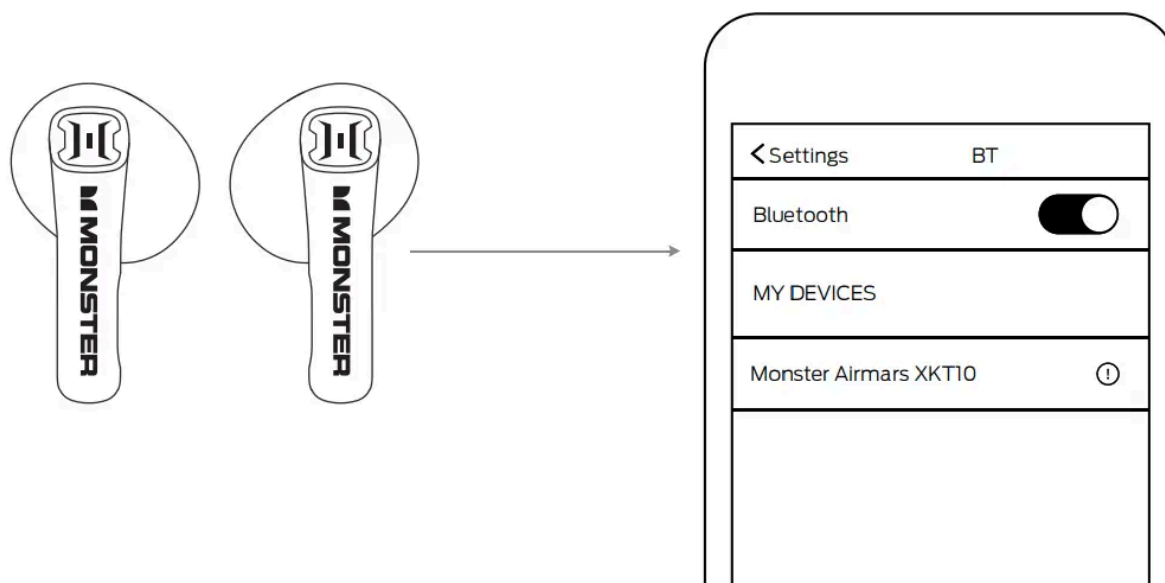 MONSTER
MONSTER
Settings BT
Bluetooth
MY DEVICES
Monster Airmars XKT10